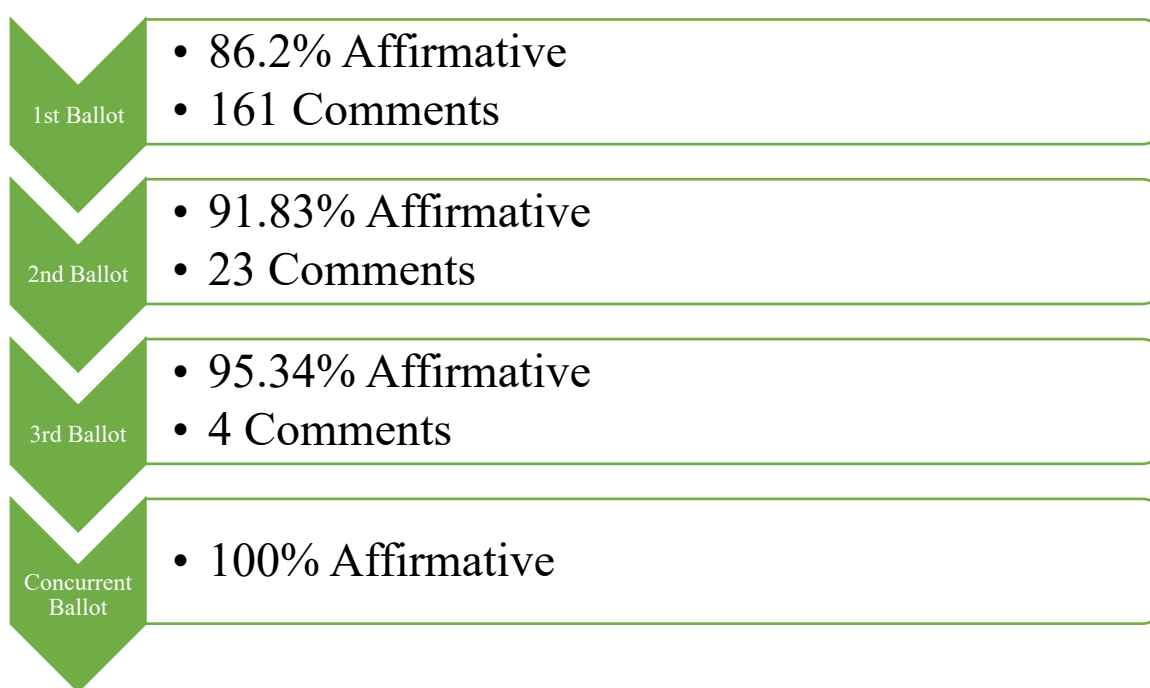 1st Ballot
• 86.2% Affirmative
• 161 Comments
2nd Ballot
• 91.83% Affirmative
• 23 Comments
3rd Ballot
• 95.34% Affirmative
• 4 Comments
Concurrent
Ballot
• 100% Affirmative